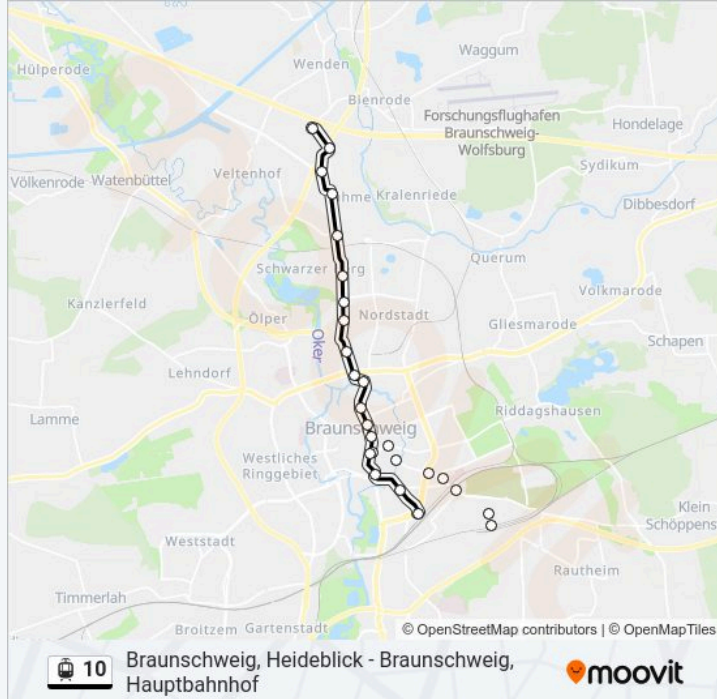 Waggum
Wenden
Hülperode
Bienrode
Forschungsflughafen
Braunschweig-
Wolfsburg
Hondelage
Sydikum
Veltenhof
Völkenrode
Watenbüttel
Kralenriede
Dibbesdorf
Querum
Schwarzer
Volkmarode
Kanzlerfeld
Ölper
Nordstadt
Gliesmarode
Schapen
Oker
Lehndorf
Riddagshausen
Lamme
Braunschweig
Westliches
Ringgebiet
Klein
Schöppens
Weststadt
Rautheim
Timmerlah
Broitzem
Gartenstadt
© OpenStreetMap contributors | © OpenMapTiles
10
Braunschweig, Heideblick - Braunschweig,
Hauptbahnhof
moovit